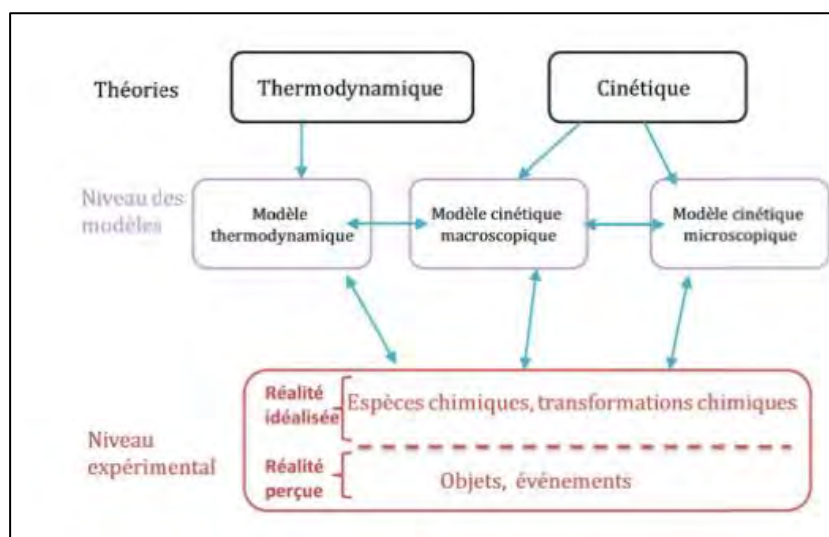 Théories
Thermodynamique
Cinétique
Niveau des
modèles
Modèle
thermodynamique
Modèle cinétique
macroscopique
Modèle cinétique
microscopique
Niveau
expérimental
Réalité
idéalisée
Espèces chimiques, transformations chimiques
Réalité
perçue
Objets, événements